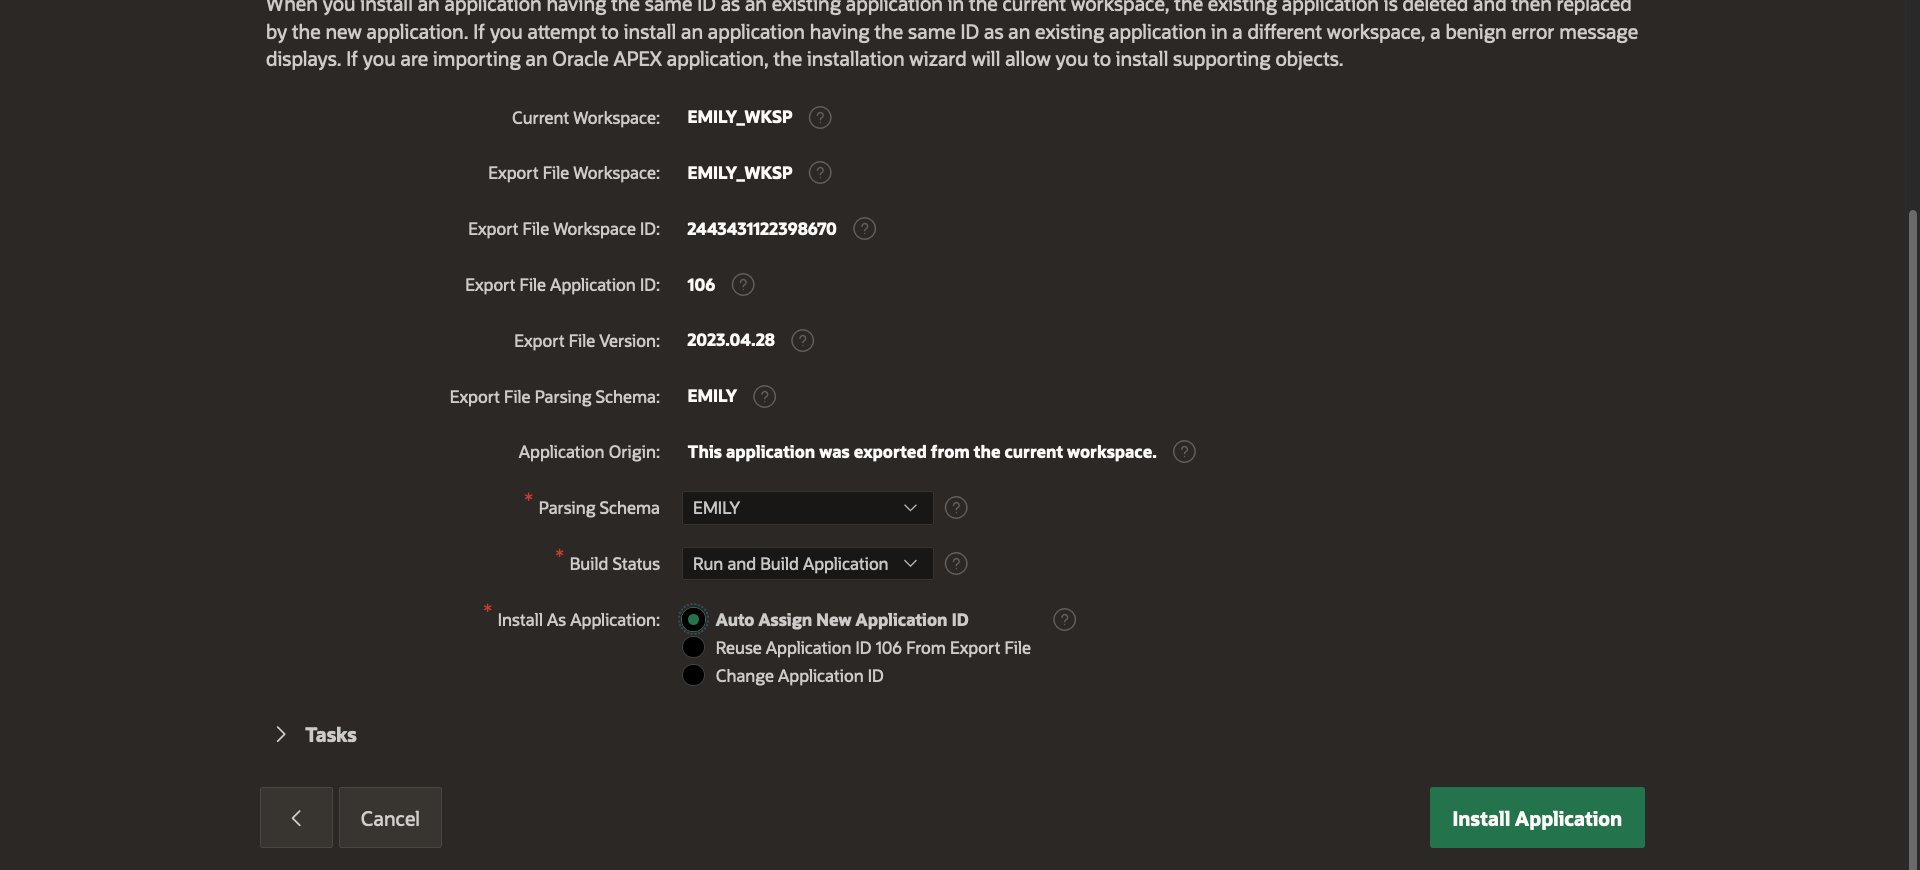 When you install an application having the same ID as an existing application in the current workspace, the existing application is deleted and then replaced
by the new application. If you attempt to install an application having the same ID as an existing application in a different workspace, a benign error message
displays. If you are importing an Oracle APEX application, the installation wizard will allow you to install supporting objects.
Current Workspace: EMILY_WKSP ?
Export File Workspace: EMILY_WKSP ?
Export File Workspace ID: 2443431122398670 ?
Export File Application ID: 106 ?
Export File Version: 2023.04.28 ?
Export File Parsing Schema: EMILY ?
Application Origin: This application was exported from the current workspace. ?
* Parsing Schema EMILY ?
* Build Status Run and Build Application ?
* Install As Application: Auto Assign New Application ID ?
Reuse Application ID 106 From Export File
Change Application ID
Tasks
Cancel Install Application